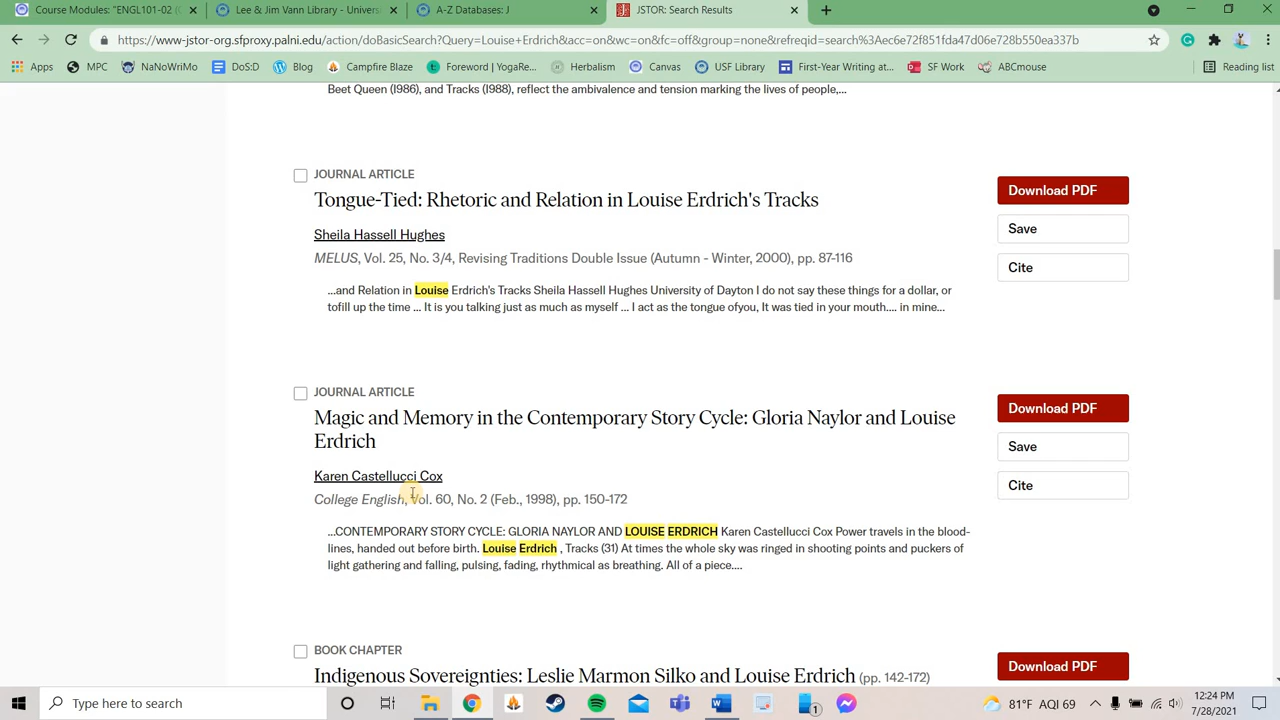 Course Modules: "ENGL101-02 (
Lee & Jim Vann Library - Univers
A-Z Databases: J
JSTOR: Search Results
https://www-jstor-org.sfproxy.palni.edu/action/doBasicSearch?Query=Louise+Erdrich&acc=on&wc=on&fc=off&group=none&refreqid=search%3Aec6e72f851fda47d06e728b550ea337b
Apps
MPC
NaNoWriMo
DoS:D
Blog
Campfire Blaze
Foreword | YogaRe...
Herbalism
Canvas
USF Library
First-Year Writing at...
SF Work
ABCmouse
Reading list
Beet Queen (1986), and Tracks (1988), reflect the ambivalence and tension marking the lives of people,...
JOURNAL ARTICLE
Tongue-Tied: Rhetoric and Relation in Louise Erdrich's Tracks
Sheila Hassell Hughes
MELUS, Vol. 25, No. 3/4, Revising Traditions Double Issue (Autumn - Winter, 2000), pp. 87-116
...and Relation in Louise Erdrich's Tracks Sheila Hassell Hughes University of Dayton I do not say these things for a dollar, or
tofill up the time ... It is you talking just as much as myself ... I act as the tongue ofyou, It was tied in your mouth.... in mine...
Download PDF
Save
Cite
JOURNAL ARTICLE
Magic and Memory in the Contemporary Story Cycle: Gloria Naylor and Louise
Erdrich
Karen Castellucci Cox
College English, Vol. 60, No. 2 (Feb., 1998), pp. 150-172
...CONTEMPORARY STORY CYCLE: GLORIA NAYLOR AND LOUISE ERDRICH Karen Castellucci Cox Power travels in the blood-
lines, handed out before birth. Louise Erdrich , Tracks (31) At times the whole sky was ringed in shooting points and puckers of
light gathering and falling, pulsing, fading, rhythmical as breathing. All of a piece....
Download PDF
Save
Cite
BOOK CHAPTER
Indigenous Sovereignties: Leslie Marmon Silko and Louise Erdrich (pp. 142-172)
Download PDF
Type here to search
1
81°F AQI 69
12:24 PM
7/28/2021